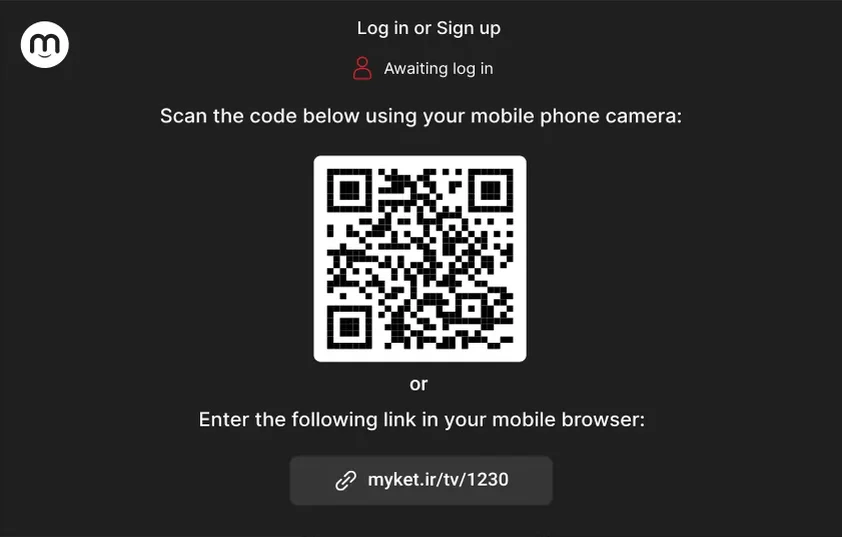 Log in or Sign up
Awaiting log in
Scan the code below using your mobile phone camera:
or
Enter the following link in your mobile browser:
myket.ir/tv/1230